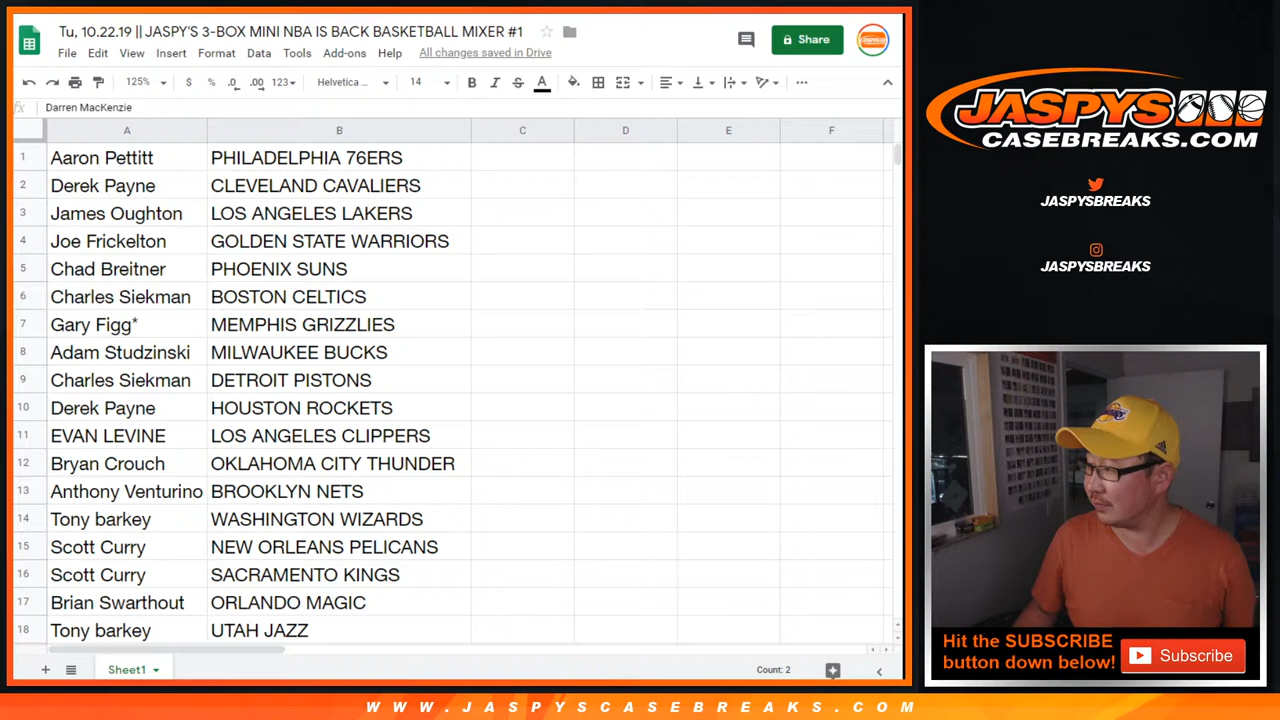 Tu, 10.22.19 || JASPY'S 3-BOX MINI NBA IS BACK BASKETBALL MIXER #1
File Edit View Insert Format Data Tools Add-ons Help All changes saved in Drive
Share
125% $ % .0 .00 123 Helvetica ... 14 B I S A
fx Darren MacKenzie
A B C D E F
1 Aaron Pettitt PHILADELPHIA 76ERS
2 Derek Payne CLEVELAND CAVALIERS
3 James Oughton LOS ANGELES LAKERS
4 Joe Frickelton GOLDEN STATE WARRIORS
5 Chad Breitner PHOENIX SUNS
6 Charles Siekman BOSTON CELTICS
7 Gary Figg* MEMPHIS GRIZZLIES
8 Adam Studzinski MILWAUKEE BUCKS
9 Charles Siekman DETROIT PISTONS
10 Derek Payne HOUSTON ROCKETS
11 EVAN LEVINE LOS ANGELES CLIPPERS
12 Bryan Crouch OKLAHOMA CITY THUNDER
13 Anthony Venturino BROOKLYN NETS
14 Tony barkey WASHINGTON WIZARDS
15 Scott Curry NEW ORLEANS PELICANS
16 Scott Curry SACRAMENTO KINGS
17 Brian Swarthout ORLANDO MAGIC
18 Tony barkey UTAH JAZZ
Sheet1
Count: 2
JASPYS
CASEBREAKS.COM
JASPYSBREAKS
JASPYSBREAKS
Hit the SUBSCRIBE
button down below!
Subscribe
WWW.JASPYSCASEBREAKS.COM